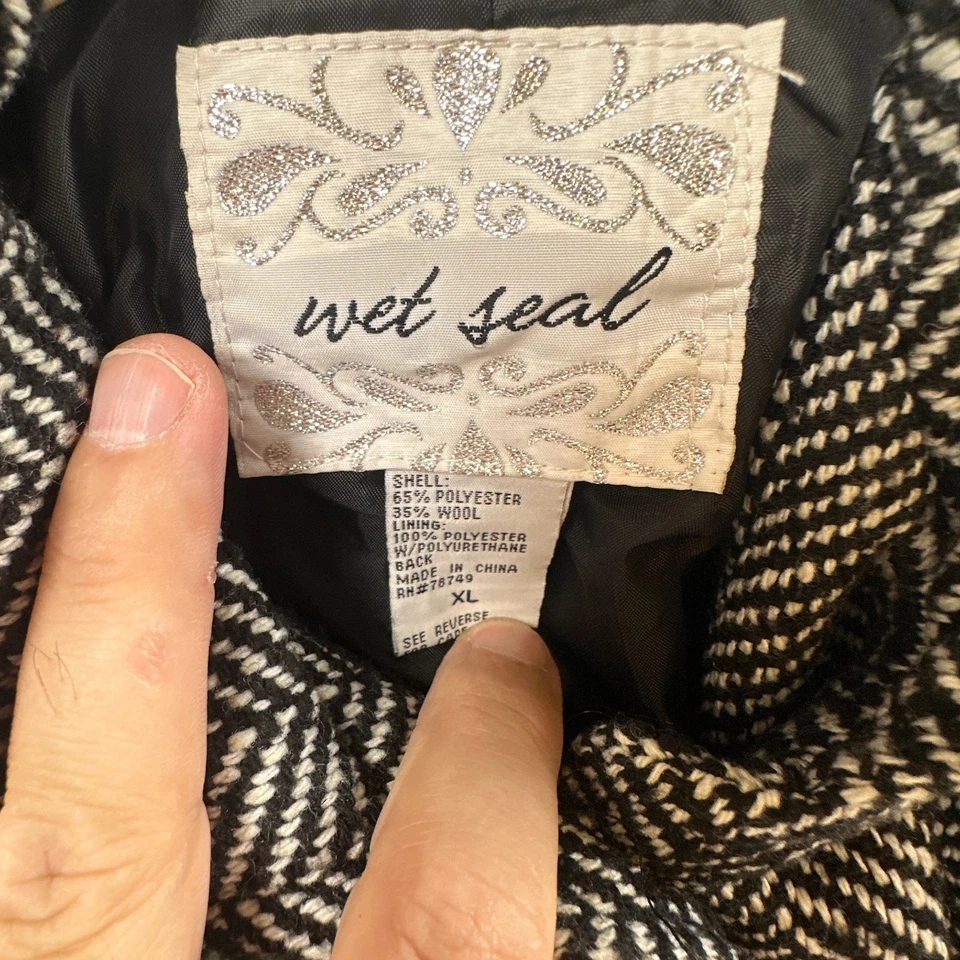 wet seal
SHELL:
65% POLYESTER
35% WOOL
LINING:
100% POLYESTER
W/POLYURETHANE
BACK
MADE IN CHINA
RN#78749
XL
SEE REVERSE